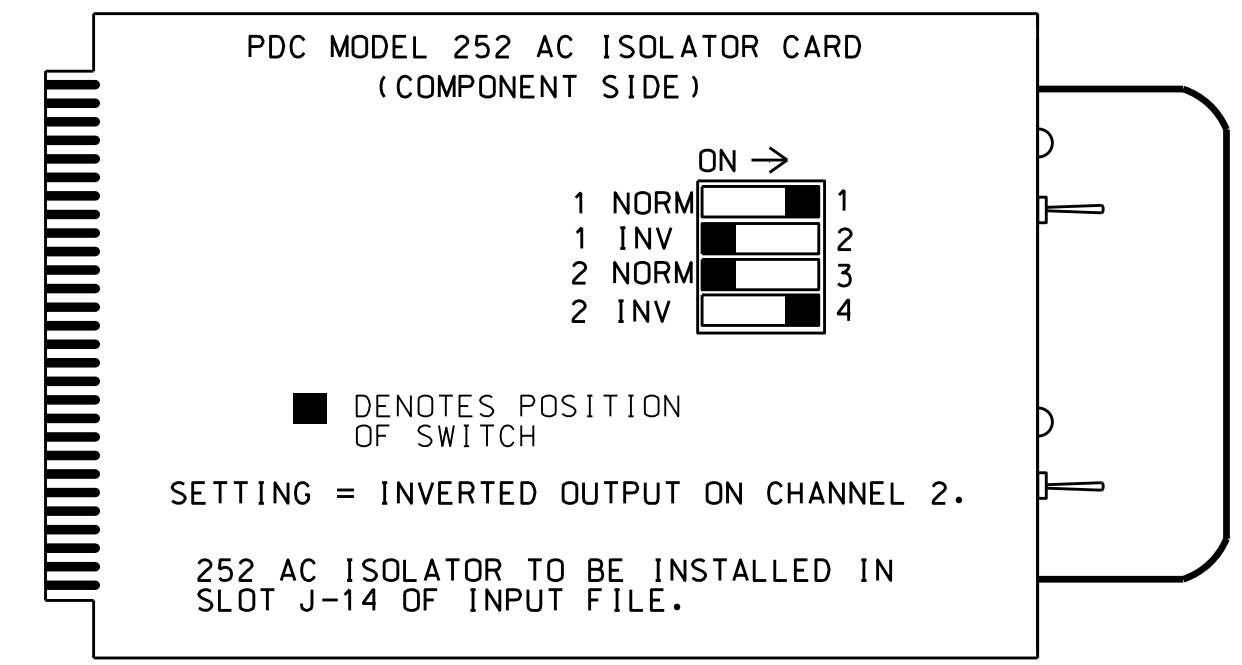 PDC MODEL 252 AC ISOLATOR CARD
(COMPONENT SIDE)
ON →
1 NORM 1
1 INV 2
2 NORM 3
2 INV 4
DENOTES POSITION
OF SWITCH
SETTING = INVERTED OUTPUT ON CHANNEL 2.
252 AC ISOLATOR TO BE INSTALLED IN
SLOT J-14 OF INPUT FILE.